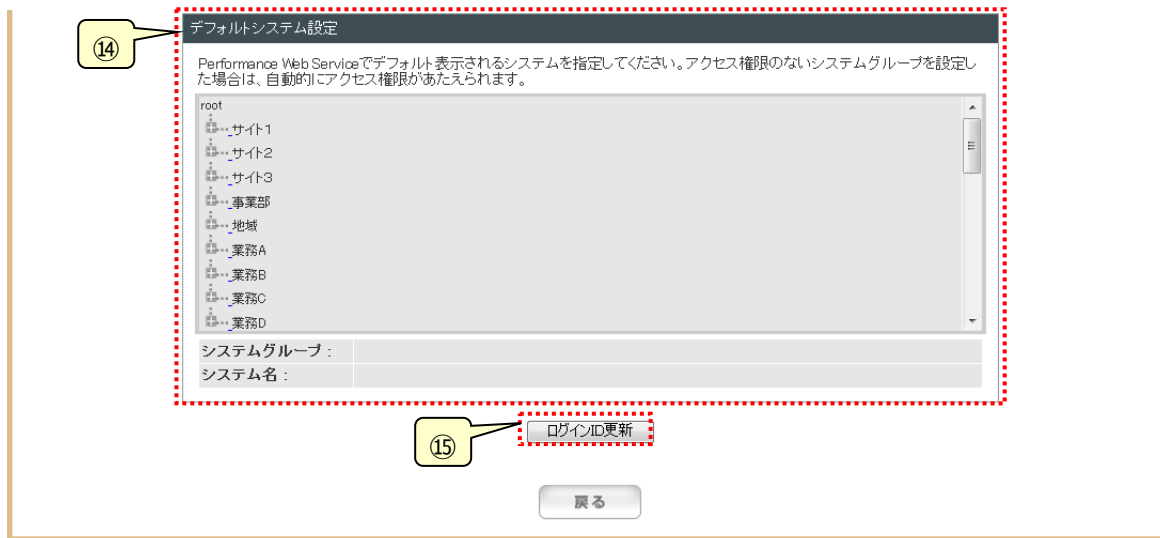 ⑭
デフォルトシステム設定
Performance Web Serviceでデフォルト表示されるシステムを指定してください。アクセス権限のないシステムグループを設定し
た場合は、自動的にアクセス権限があたえられます。
root
サイト1
サイト2
サイト3
事業部
地域
業務A
業務B
業務C
業務D
システムグループ :
システム名 :
⑮
ログインID更新
戻る